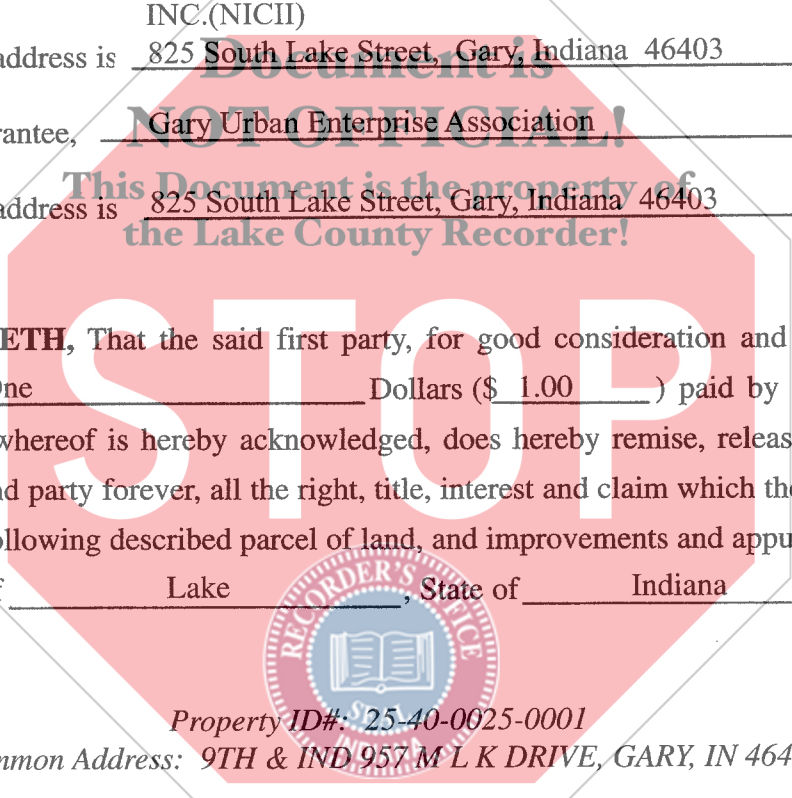 INC.(NICII)
address is 825 South Lake Street, Gary, Indiana 46403
Document is
NOT OFFICIAL!
rantee, Gary Urban Enterprise Association
This Document is the property of
address is 825 South Lake Street, Gary, Indiana 46403
the Lake County Recorder!
STOP
ETH, That the said first party, for good consideration and
One Dollars ($ 1.00 ) paid by
whereof is hereby acknowledged, does hereby remise, releas
nd party forever, all the right, title, interest and claim which the
ollowing described parcel of land, and improvements and appu
f Lake , State of Indiana
RECORDER'S OFFICE
SEAL
INDIANA
Property ID#: 25-40-0025-0001
mmon Address: 9TH & IND 957 M L K DRIVE, GARY, IN 464